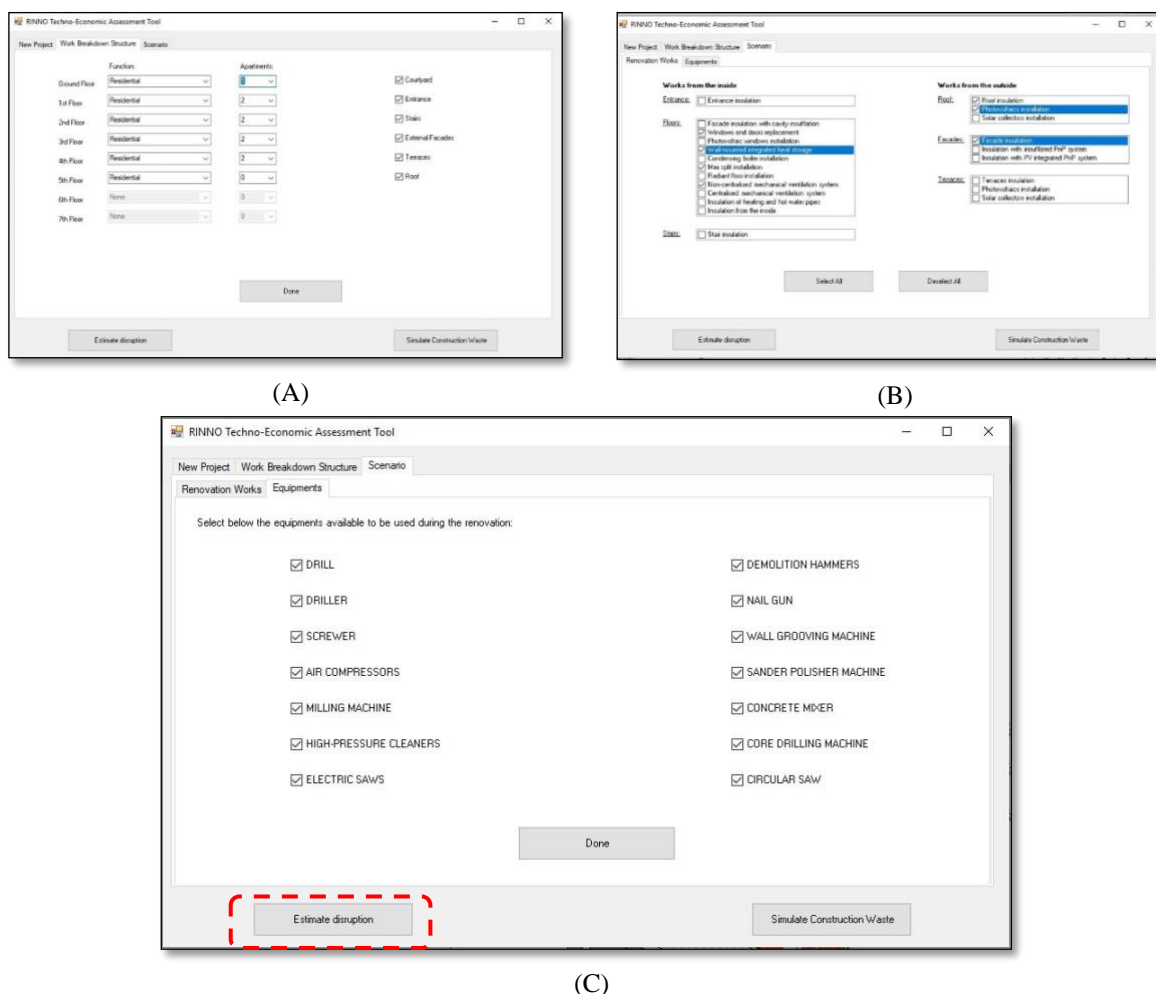 RINNO Techno-Economic Assessment Tool
New Project Work Breakdown Structure Scenario
Function: Apartments:
Ground Floor Residential Courtyard
1st Floor Residential 2 Entrance
2nd Floor Residential 2 Stairs
3rd Floor Residential 2 External Facades
4th Floor Residential 2 Terraces
5th Floor Residential 0 Roof
6th Floor None 0
7th Floor None 0
Done
Estimate disruption Simulate Construction Waste
(A)
RINNO Techno-Economic Assessment Tool
New Project Work Breakdown Structure Scenario
Renovation Works Equipments
Works from the inside Works from the outside
Entrance: Entrance insulation Roof: Roof insulation
Photovoltaics installation
Solar collectors installation
Floors: Facade insulation with cavity insufflation
Windows and doors replacement
Photovoltaic windows installation
Wall-mounted integrated heat storage
Condensing boiler installation
Max split installation
Radiant floor installation
Non-centralized mechanical ventilation system
Centralized mechanical ventilation system
Insulation of heating and hot water pipes
Insulation from the inside
Facades: Facade insulation
Insulation with insufflated PnP system
Insulation with PV integrated PnP system
Terraces: Terraces insulation
Photovoltaics installation
Solar collectors installation
Stairs: Stair insulation
Select All Deselect All
Estimate disruption Simulate Construction Waste
(B)
RINNO Techno-Economic Assessment Tool
New Project Work Breakdown Structure Scenario
Renovation Works Equipments
Select below the equipments available to be used during the renovation:
DRILL DEMOLITION HAMMERS
DRILLER NAIL GUN
SCREWER WALL GROOVING MACHINE
AIR COMPRESSORS SANDER POLISHER MACHINE
MILLING MACHINE CONCRETE MIXER
HIGH-PRESSURE CLEANERS CORE DRILLING MACHINE
ELECTRIC SAWS CIRCULAR SAW
Done
Estimate disruption Simulate Construction Waste
(C)